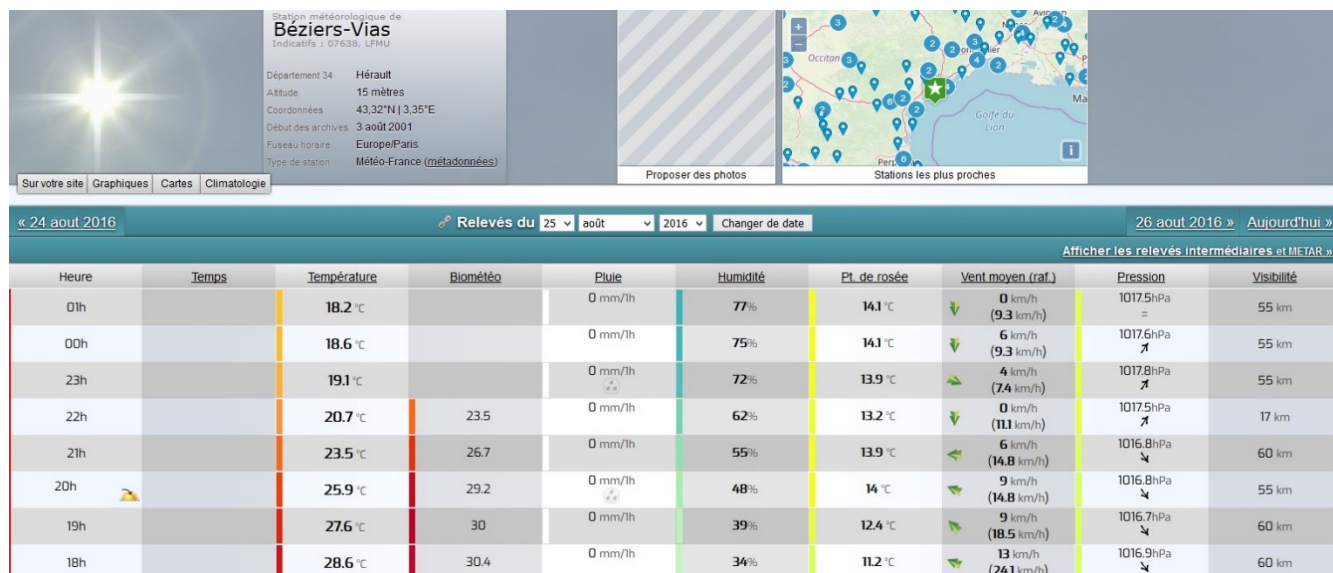 Station météorologique de
Béziers-Vias
Indicatifs : 07638, LFMU
Département 34 Hérault
Altitude 15 mètres
Coordonnées 43,32°N | 3,35°E
Début des archives 3 août 2001
Fuseau horaire Europe/Paris
Type de station Météo-France (métadonnées)
Sur votre site Graphiques Cartes Climatologie
Proposer des photos
Occitan
Golfe du
Lion
Stations les plus proches
« 24 aout 2016 Relevés du 25 août 2016 Changer de date 26 aout 2016 » Aujourd'hui »
Afficher les relevés intermédiaires et METAR »
Heure Temps Température Biométéo Pluie Humidité Pt. de rosée Vent moyen (raf.) Pression Visibilité
01h 18.2 °C 0 mm/1h 77% 14.1 °C 0 km/h (9.3 km/h) 1017.5hPa = 55 km
00h 18.6 °C 0 mm/1h 75% 14.1 °C 6 km/h (9.3 km/h) 1017.6hPa 55 km
23h 19.1 °C 0 mm/1h 72% 13.9 °C 4 km/h (7.4 km/h) 1017.8hPa 55 km
22h 20.7 °C 23.5 0 mm/1h 62% 13.2 °C 0 km/h (11.1 km/h) 1017.5hPa 17 km
21h 23.5 °C 26.7 0 mm/1h 55% 13.9 °C 6 km/h (14.8 km/h) 1016.8hPa 60 km
20h 25.9 °C 29.2 0 mm/1h 48% 14 °C 9 km/h (14.8 km/h) 1016.8hPa 55 km
19h 27.6 °C 30 0 mm/1h 39% 12.4 °C 9 km/h (18.5 km/h) 1016.7hPa 60 km
18h 28.6 °C 30.4 0 mm/1h 34% 11.2 °C 13 km/h (24.1 km/h) 1016.9hPa 60 km